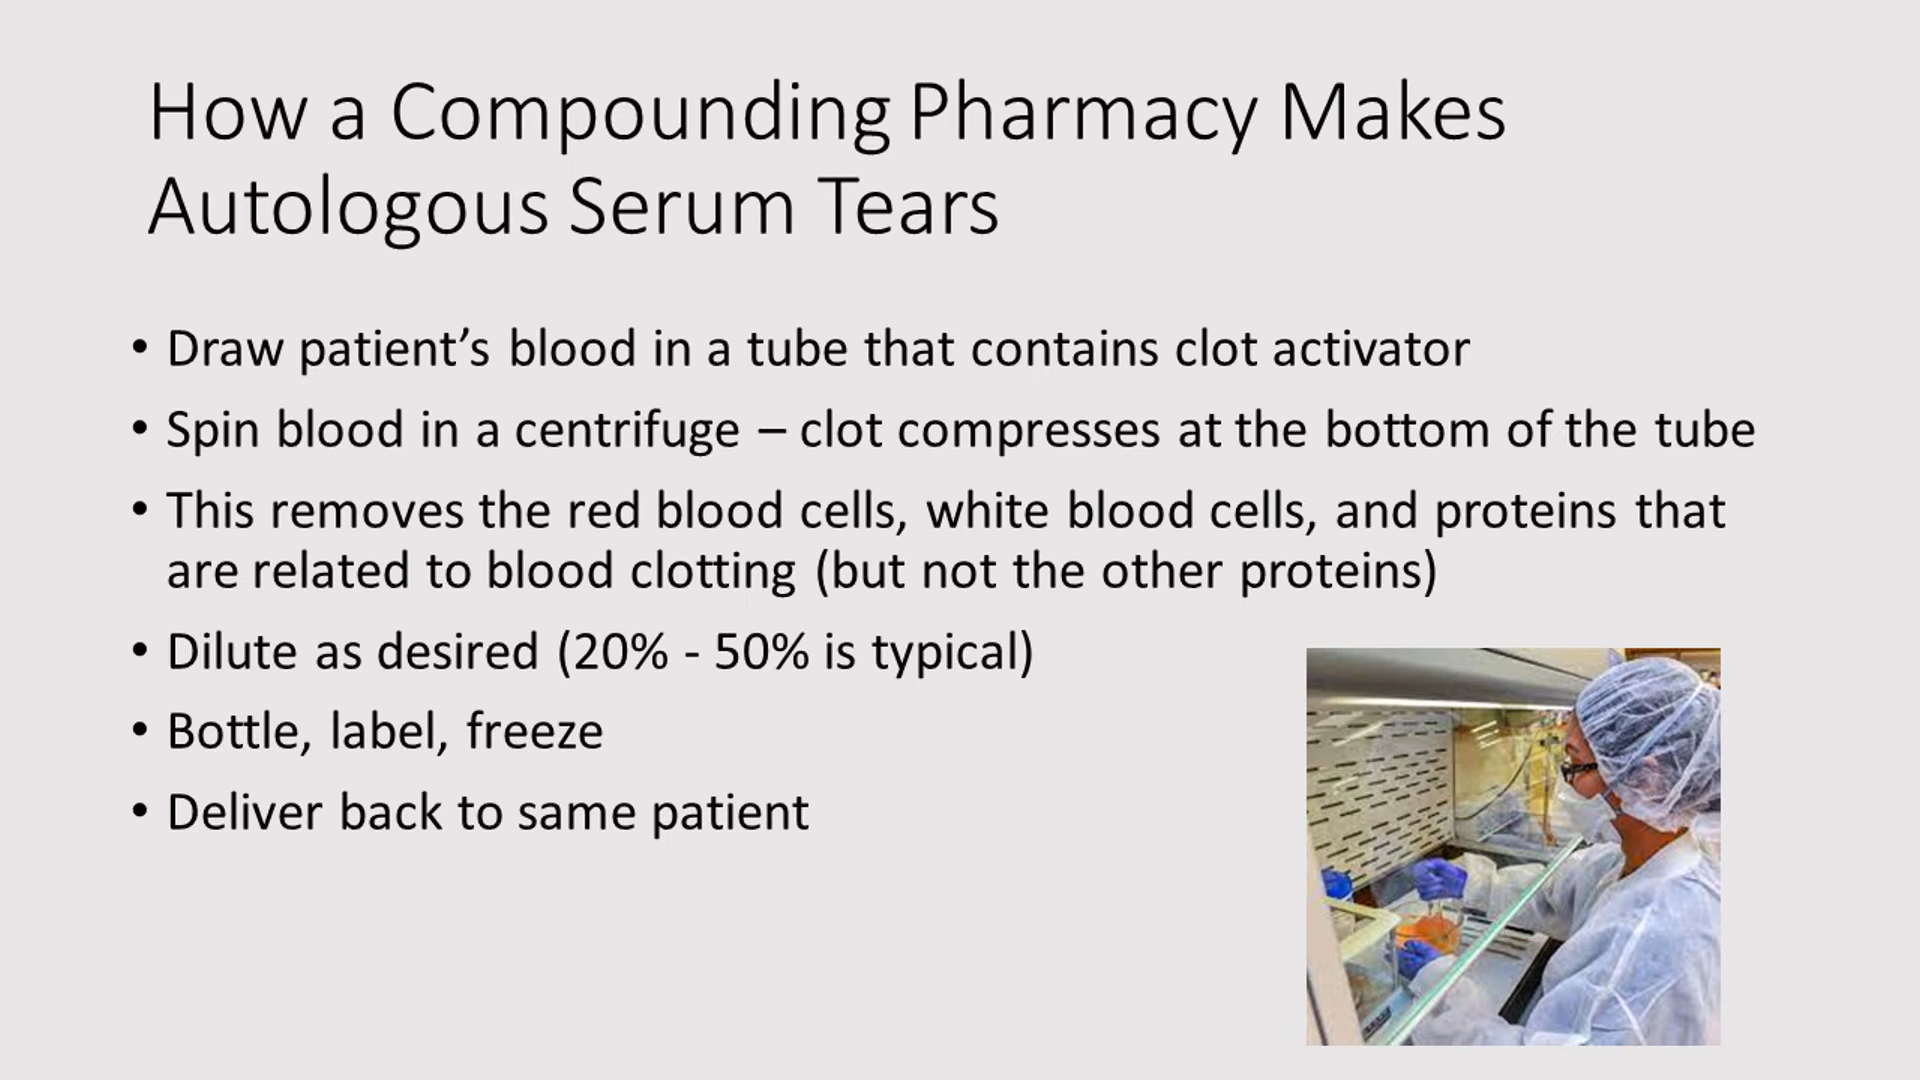 How a Compounding Pharmacy Makes
Autologous Serum Tears
• Draw patient’s blood in a tube that contains clot activator
• Spin blood in a centrifuge – clot compresses at the bottom of the tube
• This removes the red blood cells, white blood cells, and proteins that
are related to blood clotting (but not the other proteins)
• Dilute as desired (20% - 50% is typical)
• Bottle, label, freeze
• Deliver back to same patient